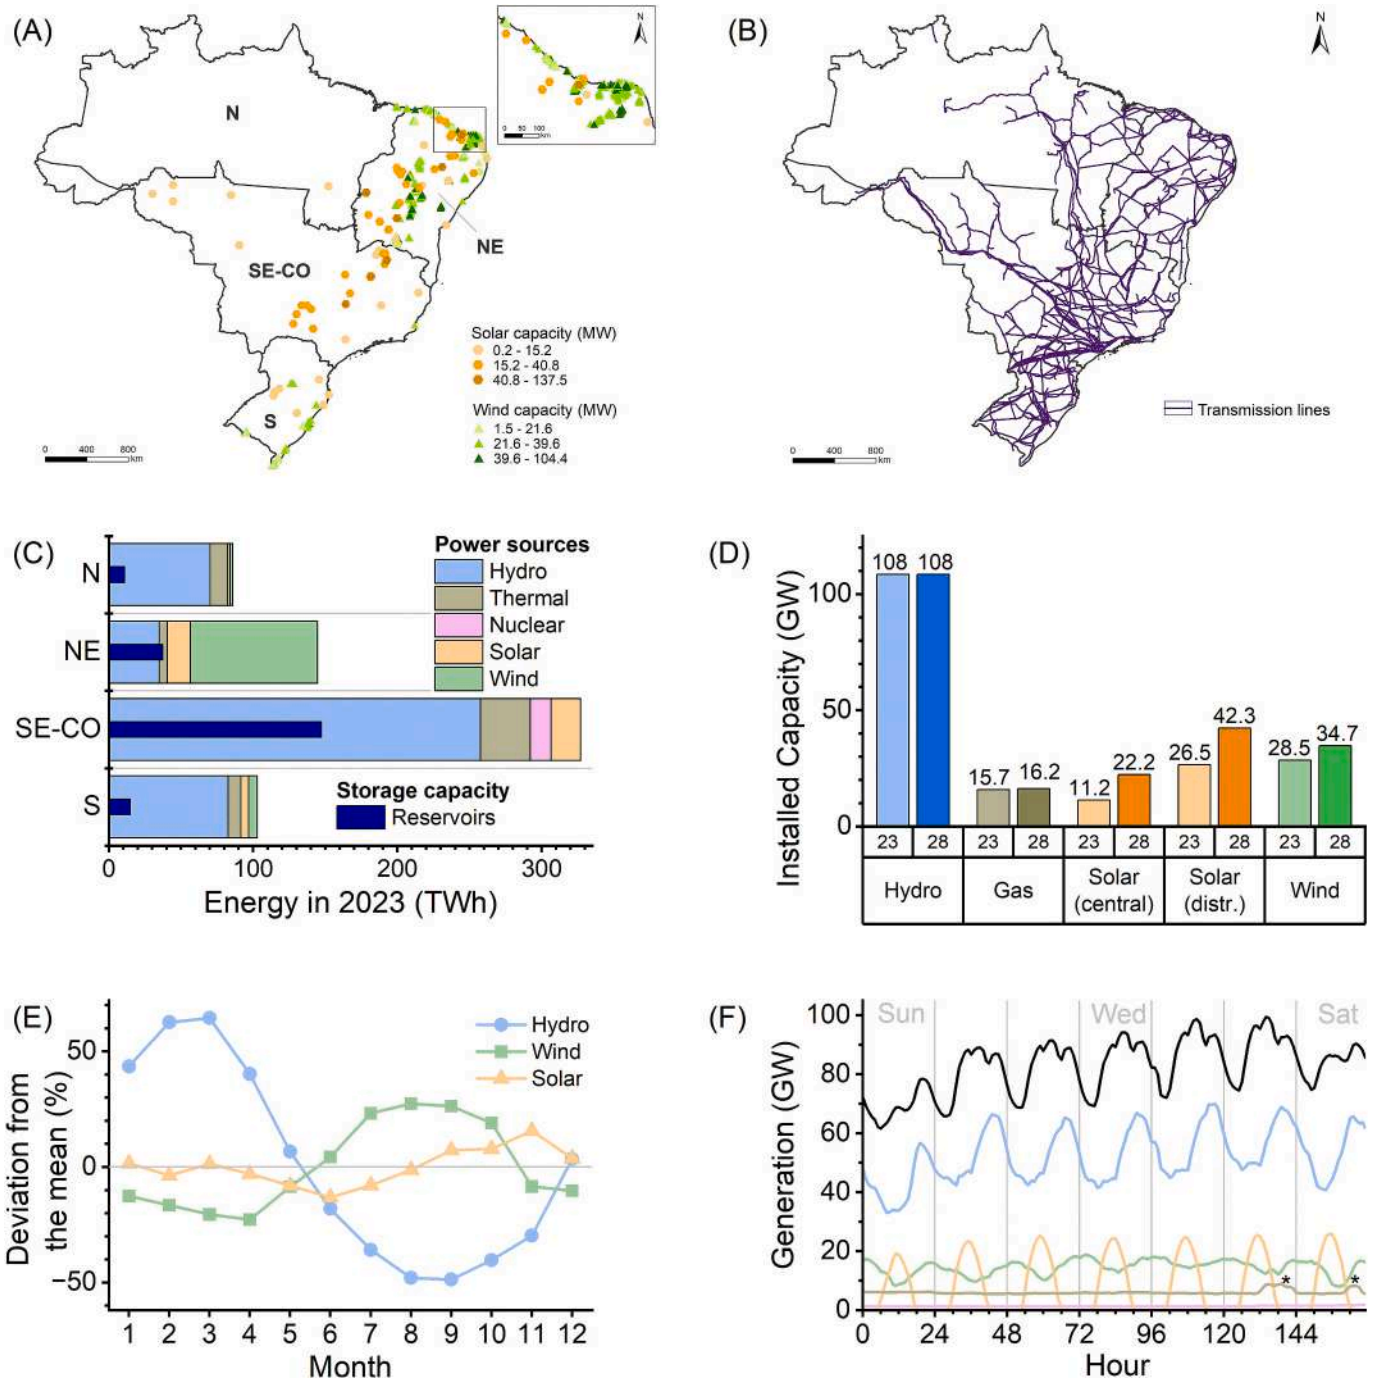 (A)
N
0 50 100
km
N
NE
SE-CO
S
Solar capacity (MW)
0.2 - 15.2
15.2 - 40.8
40.8 - 137.5
Wind capacity (MW)
1.5 - 21.6
21.6 - 39.6
39.6 - 104.4
0 400 800
km
(B)
N
Transmission lines
0 400 800
km
(C)
N
NE
SE-CO
S
Power sources
Hydro
Thermal
Nuclear
Solar
Wind
Storage capacity
Reservoirs
0 100 200 300
Energy in 2023 (TWh)
(D)
Installed Capacity (GW)
100
50
0
108 108
15.7 16.2
11.2 22.2
26.5 42.3
28.5 34.7
23 28 23 28 23 28 23 28 23 28
Hydro Gas Solar (central) Solar (distr.) Wind
(E)
Deviation from
the mean (%)
50
0
−50
Hydro
Wind
Solar
1 2 3 4 5 6 7 8 9 10 11 12
Month
(F)
Generation (GW)
100
80
60
40
20
0
Sun Wed Sat
* *
0 24 48 72 96 120 144
Hour